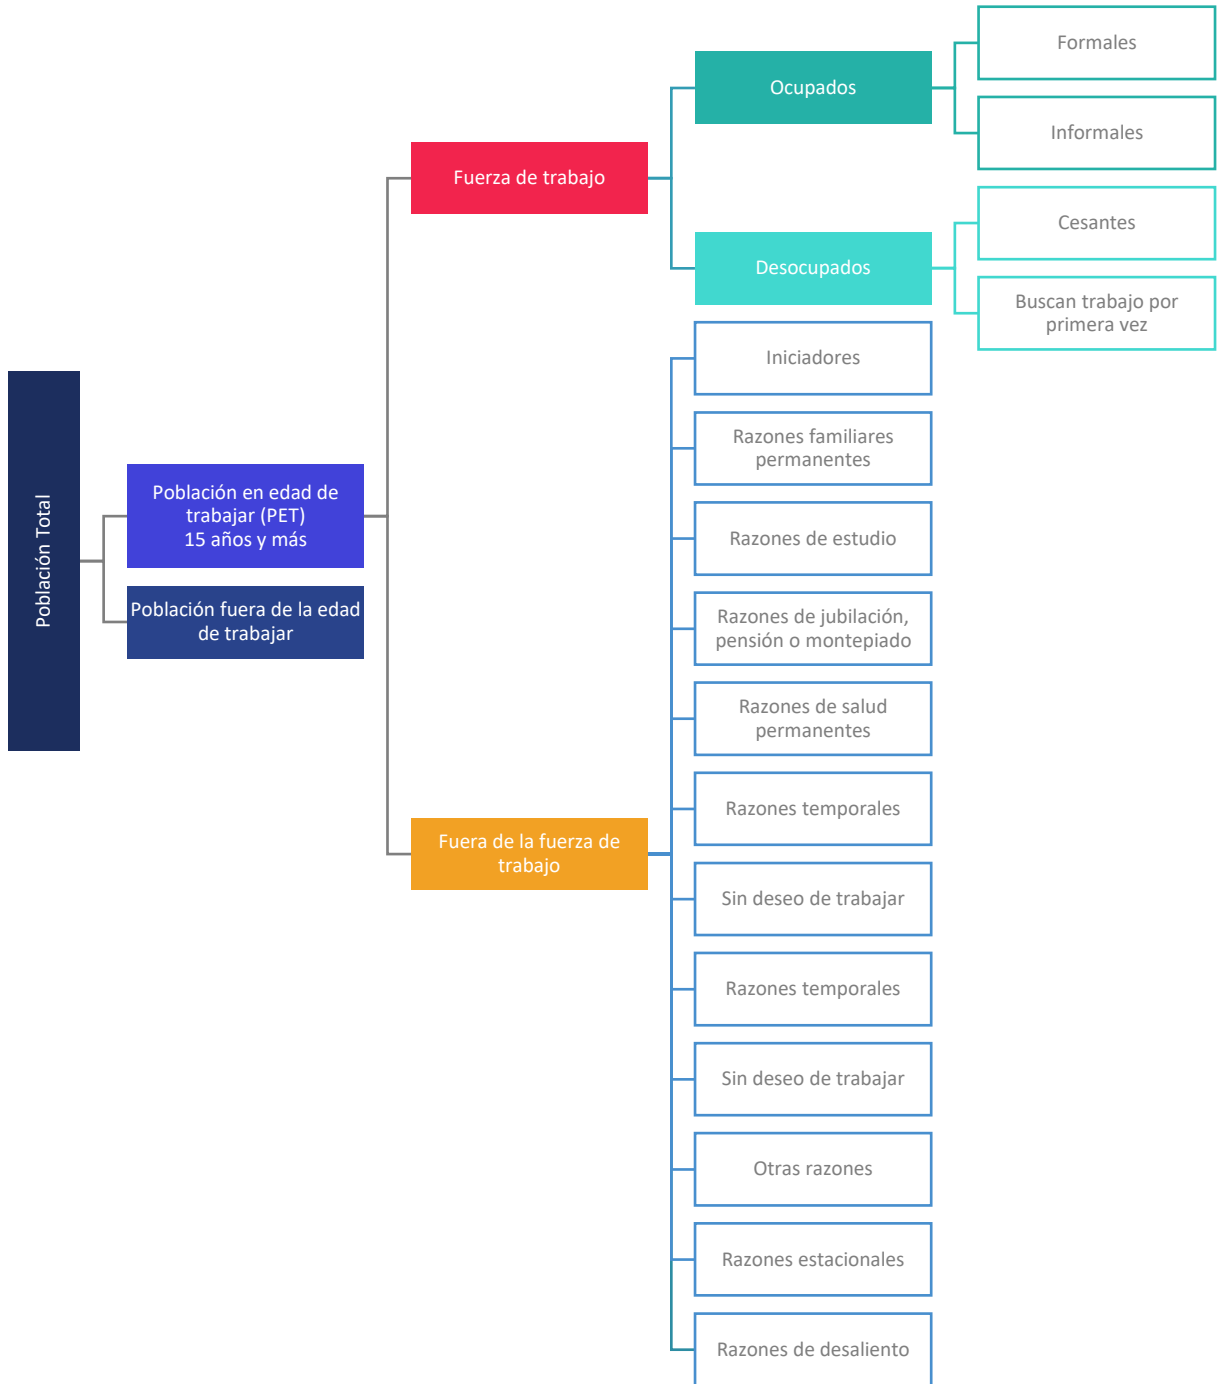 Población Total
Población en edad de
trabajar (PET)
15 años y más
Población fuera de la edad
de trabajar
Fuerza de trabajo
Fuera de la fuerza de
trabajo
Ocupados
Desocupados
Formales
Informales
Cesantes
Buscan trabajo por
primera vez
Iniciadores
Razones familiares
permanentes
Razones de estudio
Razones de jubilación,
pensión o montepiado
Razones de salud
permanentes
Razones temporales
Sin deseo de trabajar
Razones temporales
Sin deseo de trabajar
Otras razones
Razones estacionales
Razones de desaliento